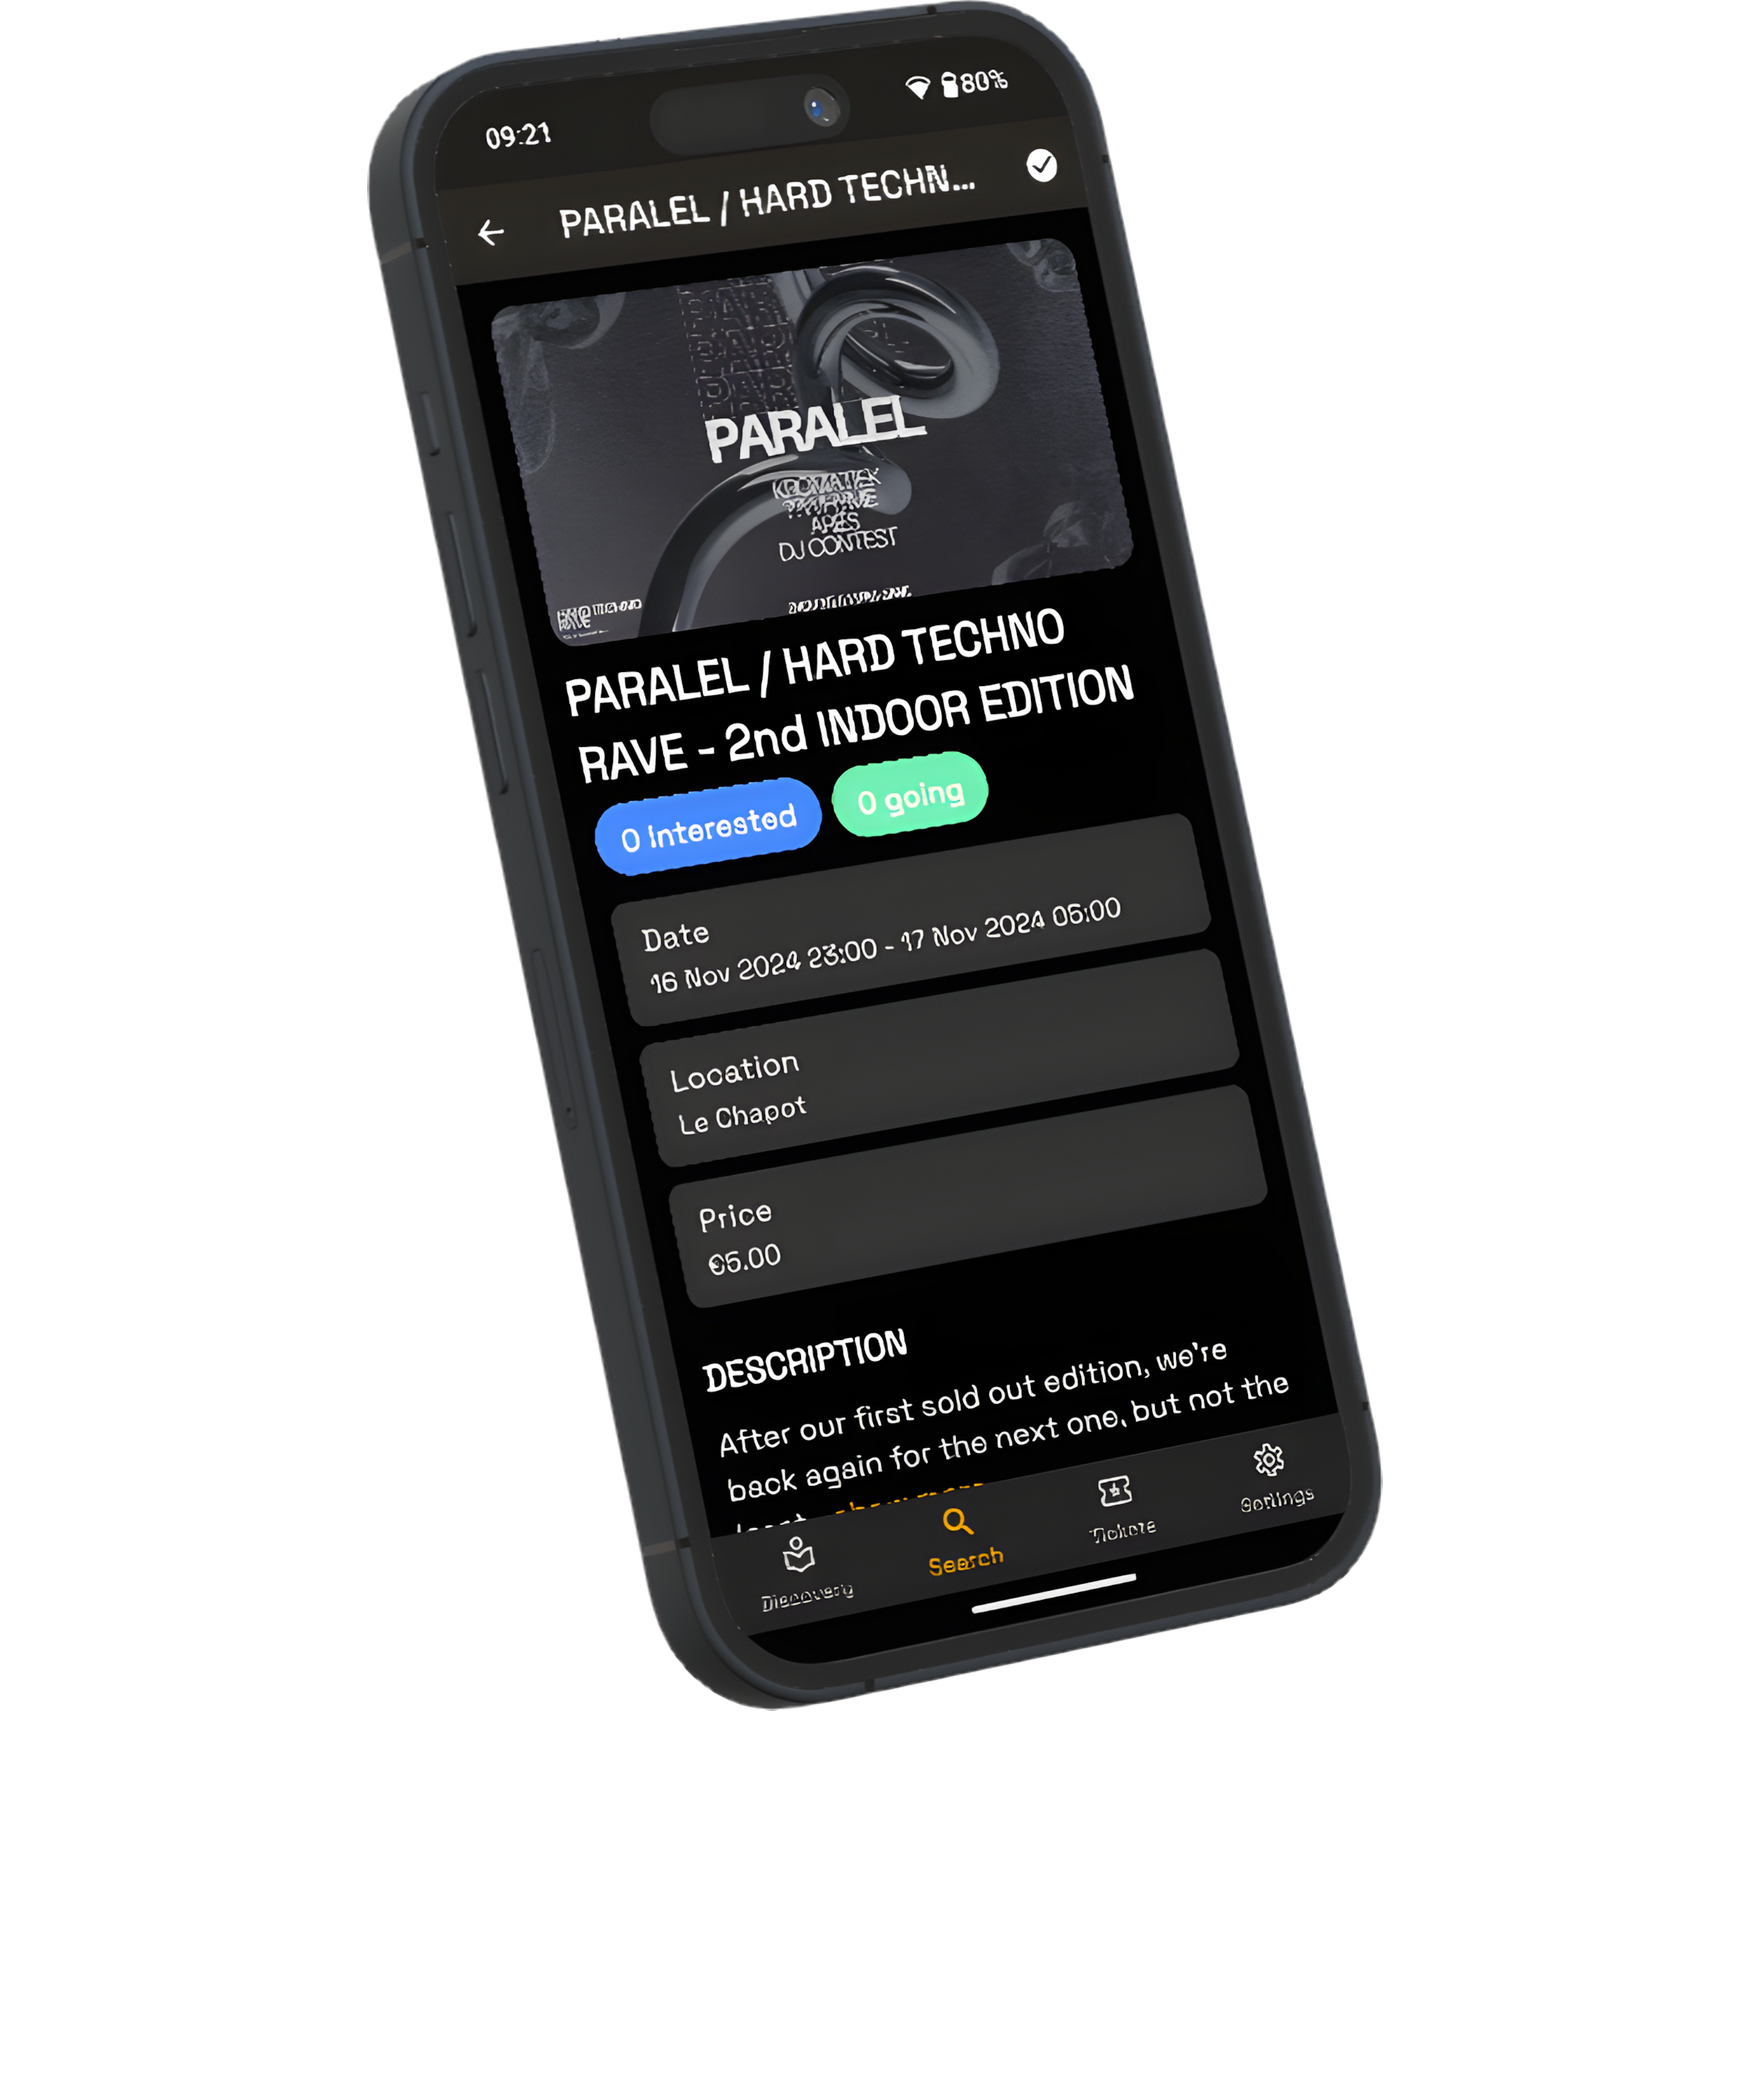 09:21
80%
PARALEL / HARD TECHN...
PARALEL
APES
DJ CONTEST
PARALEL / HARD TECHNO
RAVE - 2nd INDOOR EDITION
0 interested
0 going
Date
16 Nov 2024 23:00 - 17 Nov 2024 05:00
Location
Le Chapot
Price
€5.00
DESCRIPTION
After our first sold out edition, we're
back again for the next one, but not the
Discovery
Search
Tickets
Settings